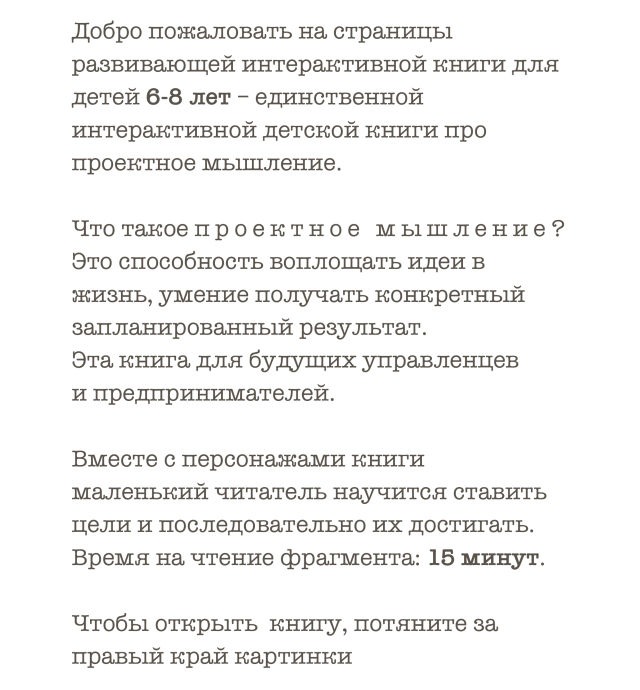 Добро пожаловать на страницы
развивающей интерактивной книги для
детей 6-8 лет – единственной
интерактивной детской книги про
проектное мышление.
Что такое проектное мышление?
Это способность воплощать идеи в
жизнь, умение получать конкретный
запланированный результат.
Эта книга для будущих управленцев
и предпринимателей.
Вместе с персонажами книги
маленький читатель научится ставить
цели и последовательно их достигать.
Время на чтение фрагмента: 15 минут.
Чтобы открыть книгу, потяните за
правый край картинки